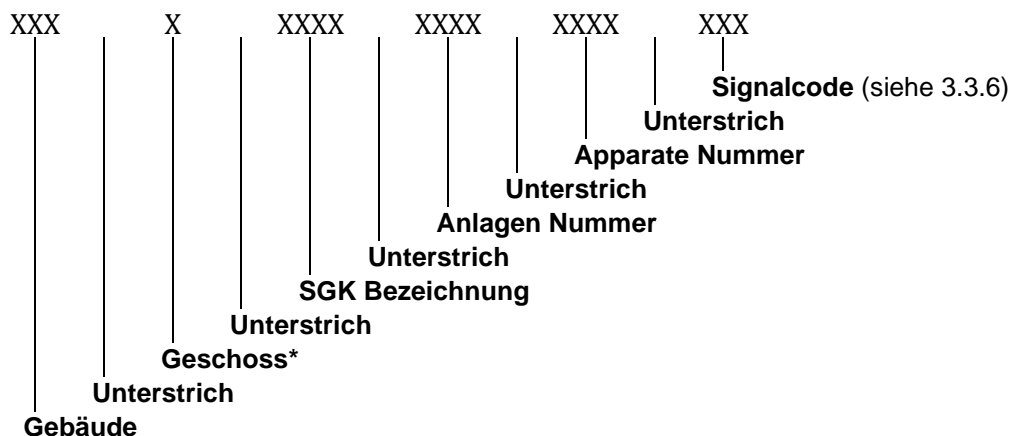 XXX X XXXX XXXX XXXX XXX
Signalcode (siehe 3.3.6)
Unterstrich
Apparate Nummer
Unterstrich
Anlagen Nummer
Unterstrich
SGK Bezeichnung
Unterstrich
Geschoss*
Unterstrich
Gebäude